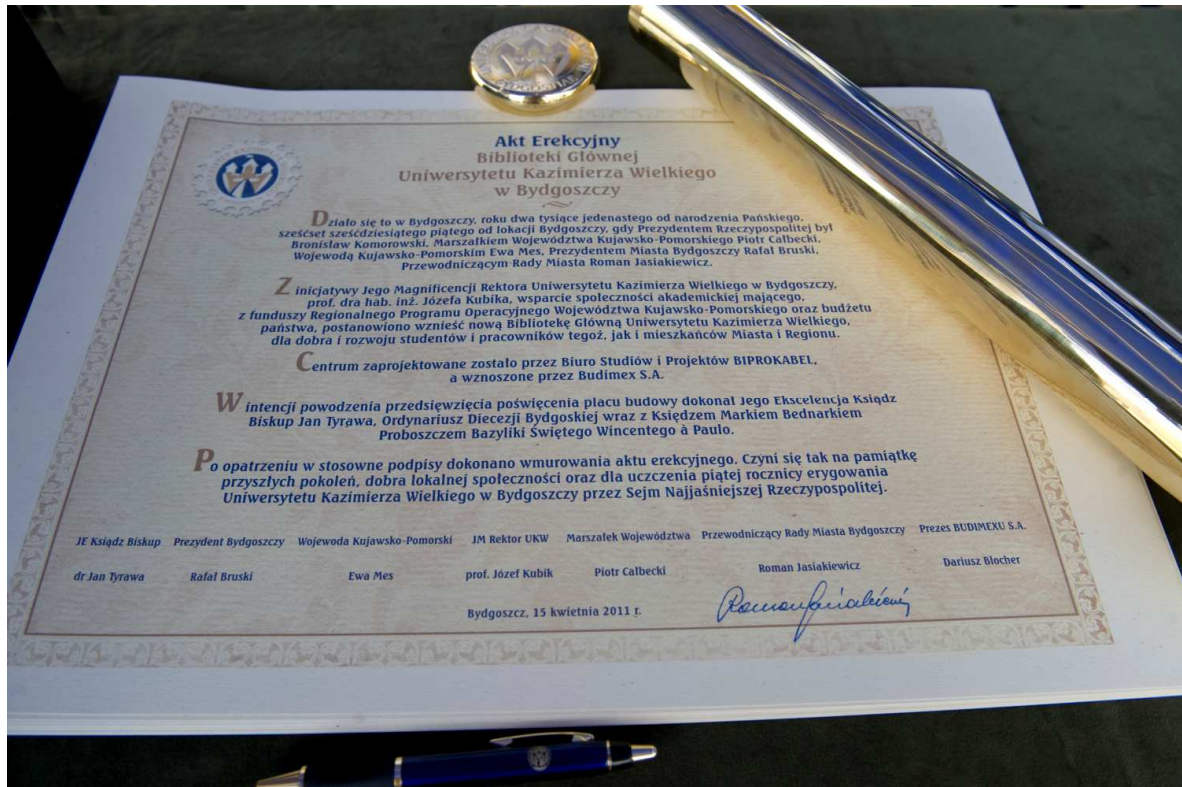 Akt Erekcyjny
Biblioteki Głównej
Uniwersytetu Kazimierza Wielkiego
w Bydgoszczy
Działo się to w Bydgoszczy, roku dwa tysiące jedenastego od narodzenia Pańskiego,
sześćset sześćdziesiątego piątego od lokacji Bydgoszczy, gdy Prezydentem Rzeczypospolitej był
Bronisław Komorowski, Marszałkiem Województwa Kujawsko-Pomorskiego Piotr Całbecki,
Wojewodą Kujawsko-Pomorskim Ewa Mes, Prezydentem Miasta Bydgoszczy Rafał Bruski,
Przewodniczącym Rady Miasta Roman Jasiakiewicz.
Z inicjatywy Jego Magnificencji Rektora Uniwersytetu Kazimierza Wielkiego w Bydgoszczy,
prof. dra hab. inż. Józefa Kubika, wsparcie społeczności akademickiej mającego,
z funduszy Regionalnego Programu Operacyjnego Województwa Kujawsko-Pomorskiego oraz budżetu
państwa, postanowiono wznieść nową Bibliotekę Główną Uniwersytetu Kazimierza Wielkiego,
dla dobra i rozwoju studentów i pracowników tegoż, jak i mieszkańców Miasta i Regionu.
Centrum zaprojektowane zostało przez Biuro Studiów i Projektów BIPROKABEL,
a wznoszone przez Budimex S.A.
W intencji powodzenia przedsięwzięcia poświęcenia placu budowy dokonał Jego Ekscelencja Ksiądz
Biskup Jan Tyrawa, Ordynariusz Diecezji Bydgoskiej wraz z Księdzem Markiem Bednarkiem
Proboszczem Bazyliki Świętego Wincentego à Paulo.
Po opatrzeniu w stosowne podpisy dokonano wmurowania aktu erekcyjnego. Czyni się tak na pamiątkę
przyszłych pokoleń, dobra lokalnej społeczności oraz dla uczczenia piątej rocznicy erygowania
Uniwersytetu Kazimierza Wielkiego w Bydgoszczy przez Sejm Najjaśniejszej Rzeczypospolitej.
JE Ksiądz Biskup Prezydent Bydgoszczy Wojewoda Kujawsko-Pomorski JM Rektor UKW Marszałek Województwa Przewodniczący Rady Miasta Bydgoszczy Prezes BUDIMEXU S.A.
dr Jan Tyrawa Rafał Bruski Ewa Mes prof. Józef Kubik Piotr Całbecki Roman Jasiakiewicz Dariusz Blocher
Roman Jasiakiewicz
Bydgoszcz, 15 kwietnia 2011 r.